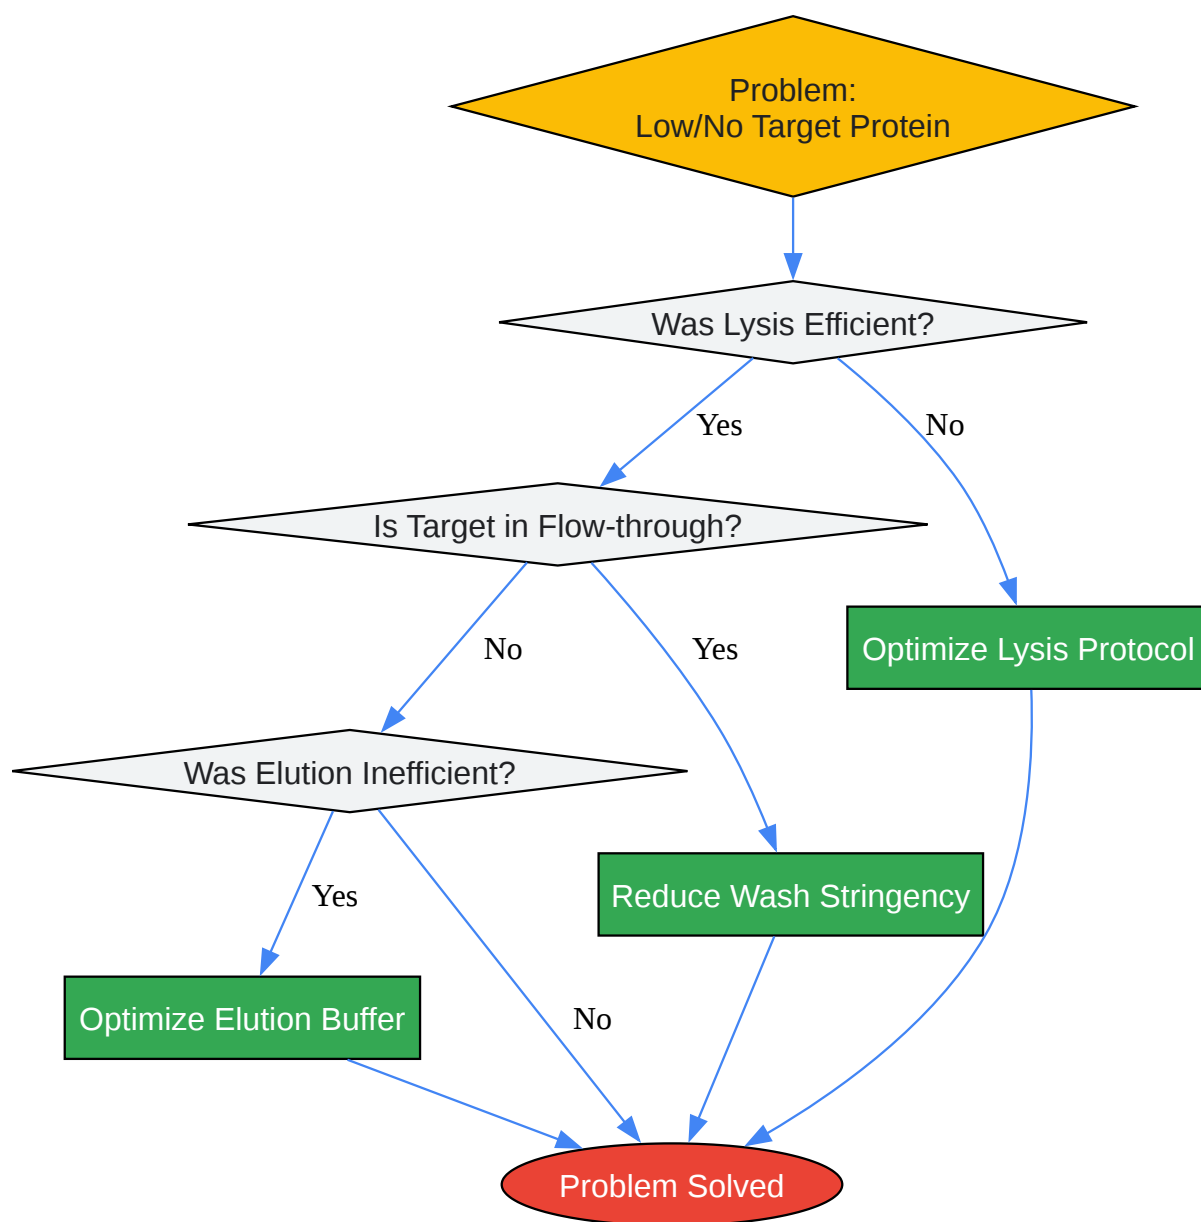 Problem:
Low/No Target Protein
Was Lysis Efficient?
Yes
No
Is Target in Flow-through?
No
Yes
Optimize Lysis Protocol
Was Elution Inefficient?
Yes
Reduce Wash Stringency
Optimize Elution Buffer
No
Problem Solved